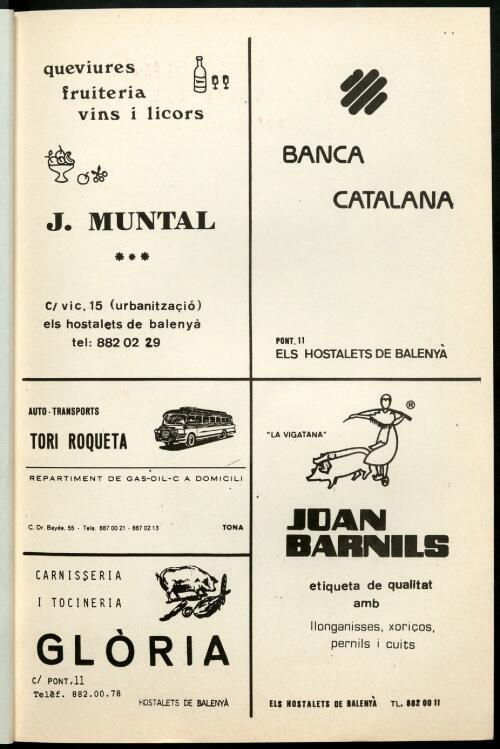 queviures
fruiteria
vins i licors
J. MUNTAL
***
C/ vic, 15 (urbanització)
els hostalets de balenyà
tel: 882 02 29
BANCA
CATALANA
PONT, 11
ELS HOSTALETS DE BALENYÀ
AUTO-TRANSPORTS
TORI ROQUETA
REPARTIMENT DE GAS-OIL-C A DOMICILI
C. Dr. Bayés, 55 - Tels. 887 00 21 - 887 02 13 TONA
CARNISSERIA
I TOCINERIA
GLÒRIA
C/ PONT,11
Telèf. 882.00.78
HOSTALETS DE BALENYÀ
®
"LA VIGATANA"
JOAN
BARNILS
etiqueta de qualitat
amb
llonganisses, xoriços,
pernils i cuits
ELS HOSTALETS DE BALENYÀ TL. 882 00 11